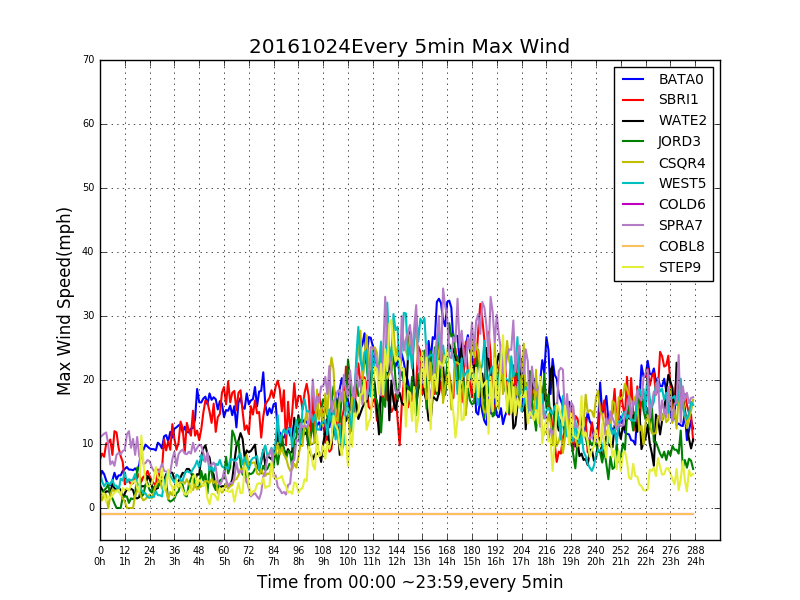 20161024Every 5min Max Wind
70
60
50
40
30
20
10
0
Max Wind Speed(mph)
BATA0
SBRI1
WATE2
JORD3
CSQR4
WEST5
COLD6
SPRA7
COBL8
STEP9
0 12 24 36 48 60 72 84 96 108 120 132 144 156 168 180 192 204 216 228 240 252 264 276 288
0h 1h 2h 3h 4h 5h 6h 7h 8h 9h 10h 11h 12h 13h 14h 15h 16h 17h 18h 19h 20h 21h 22h 23h 24h
Time from 00:00 ~23:59,every 5min